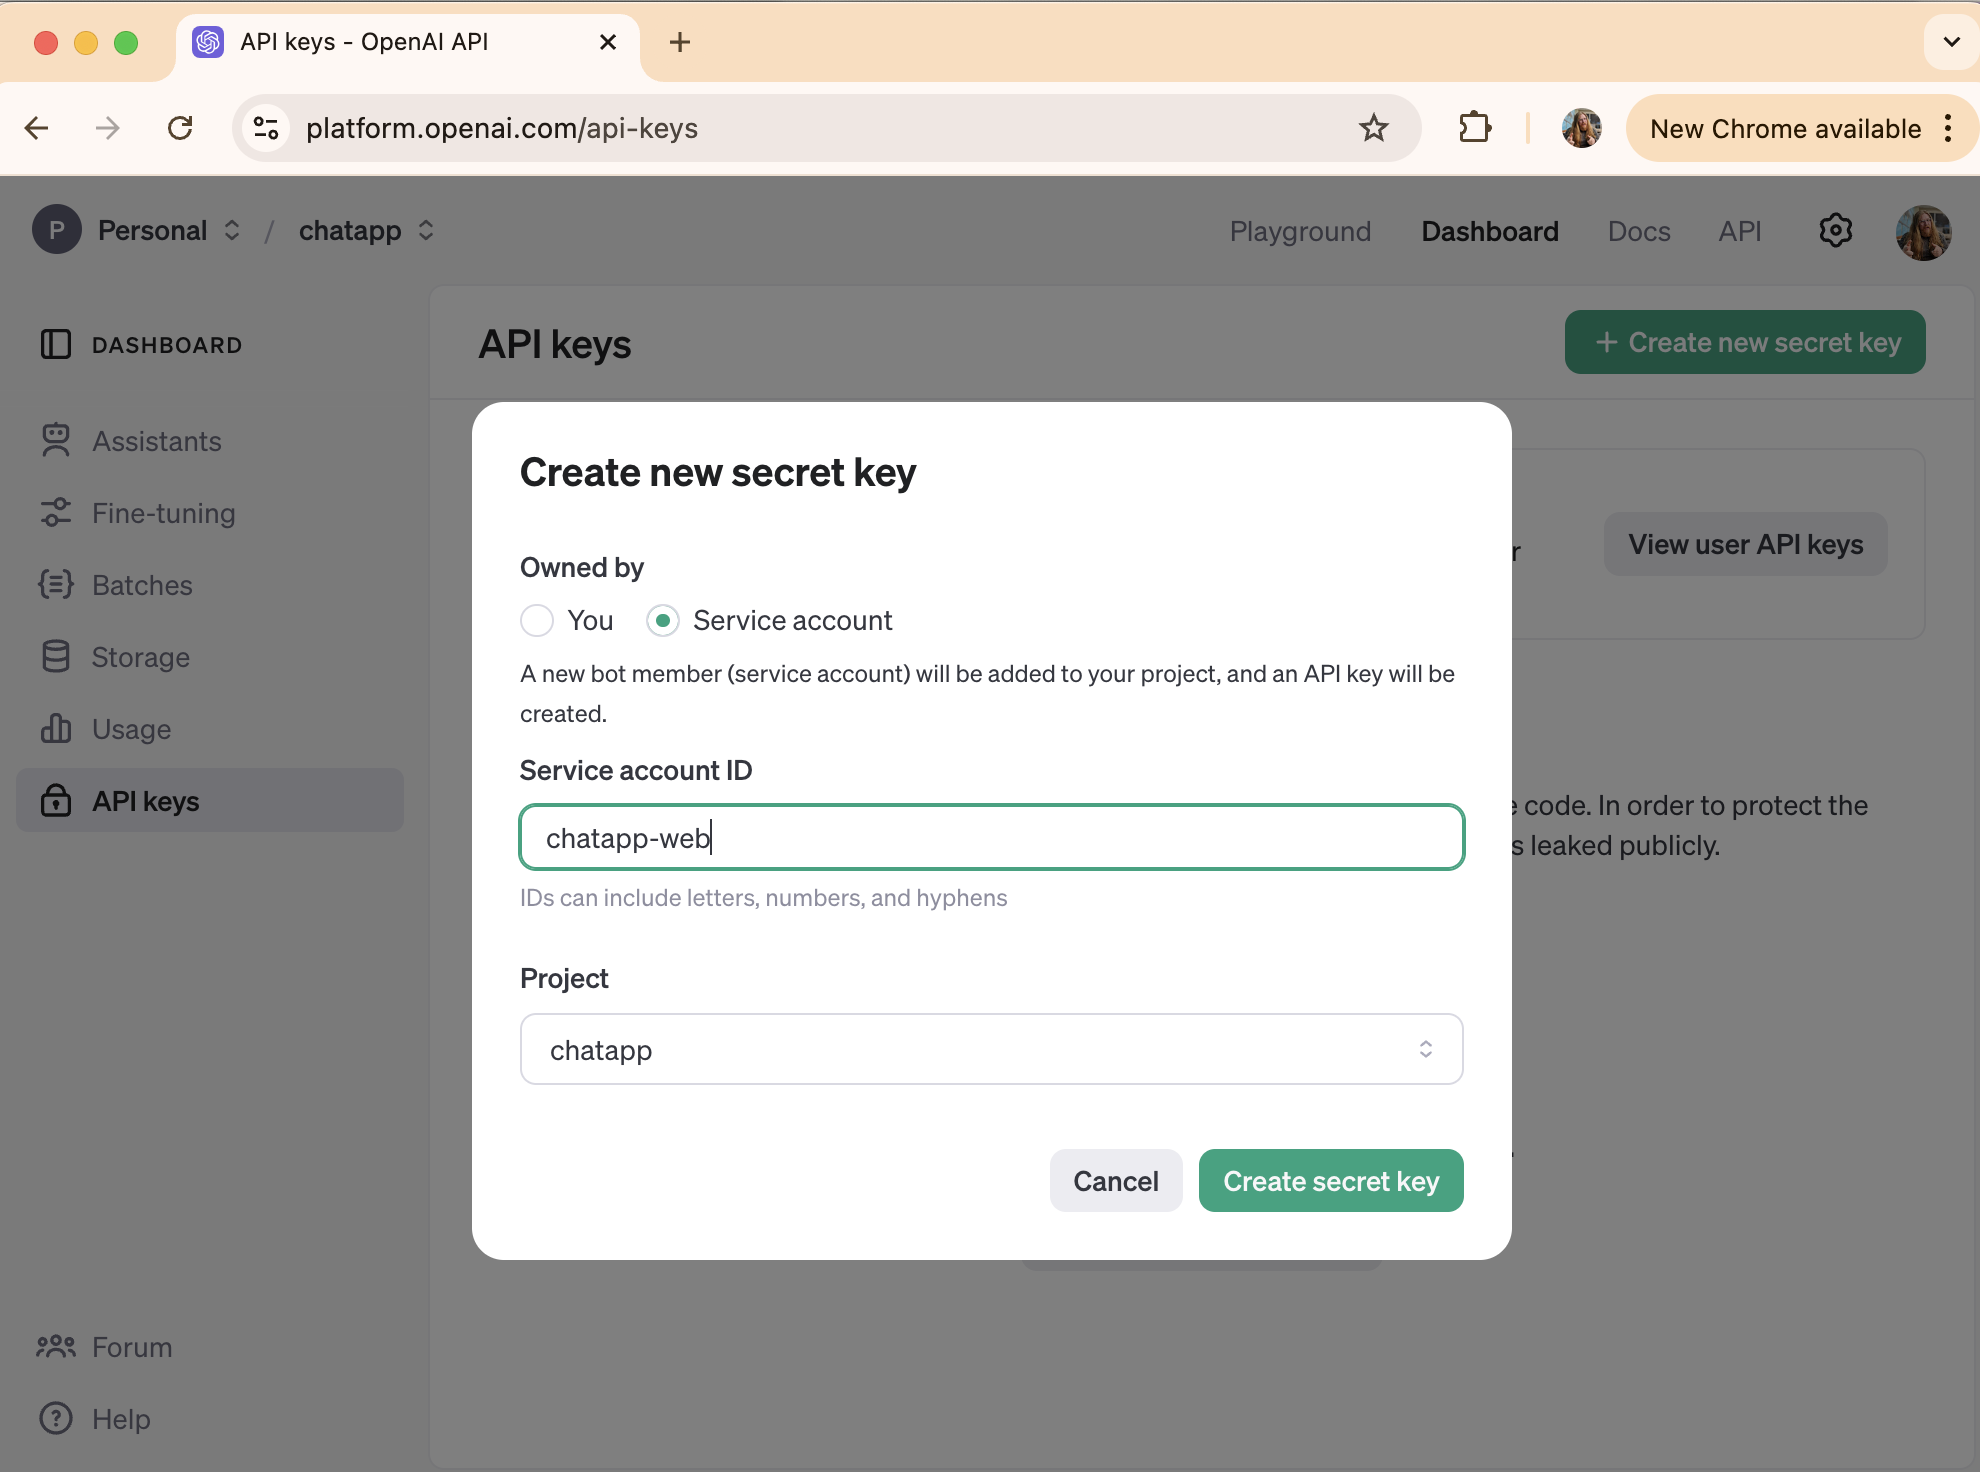 API keys - OpenAI API
platform.openai.com/api-keys
New Chrome available
P Personal / chatapp
Playground Dashboard Docs API
DASHBOARD
Assistants
Fine-tuning
Batches
Storage
Usage
API keys
Forum
Help
API keys
+ Create new secret key
View user API keys
code. In order to protect the
leaked publicly.
Create new secret key
Owned by
You Service account
A new bot member (service account) will be added to your project, and an API key will be
created.
Service account ID
chatapp-web
IDs can include letters, numbers, and hyphens
Project
chatapp
Cancel Create secret key